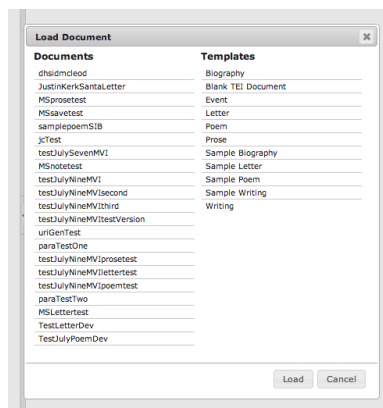 Load Document
Documents
dhsidmcleod
JustinKerkSantaLetter
MSprosetest
MSsavetest
samplepoemSIB
jcTest
testJulySevenMVI
MSnotetest
testJulyNineMVI
testJulyNineMVIsecond
testJulyNineMVIthird
testJulyNineMVItestVersion
uriGenTest
paraTestOne
testJulyNineMVIprosetest
testJulyNineMVIlettertest
testJulyNineMVIpoemtest
paraTestTwo
MSLettertest
TestLetterDev
TestJulyPoemDev
Templates
Biography
Blank TEI Document
Event
Letter
Poem
Prose
Sample Biography
Sample Letter
Sample Poem
Sample Writing
Writing
Load Cancel